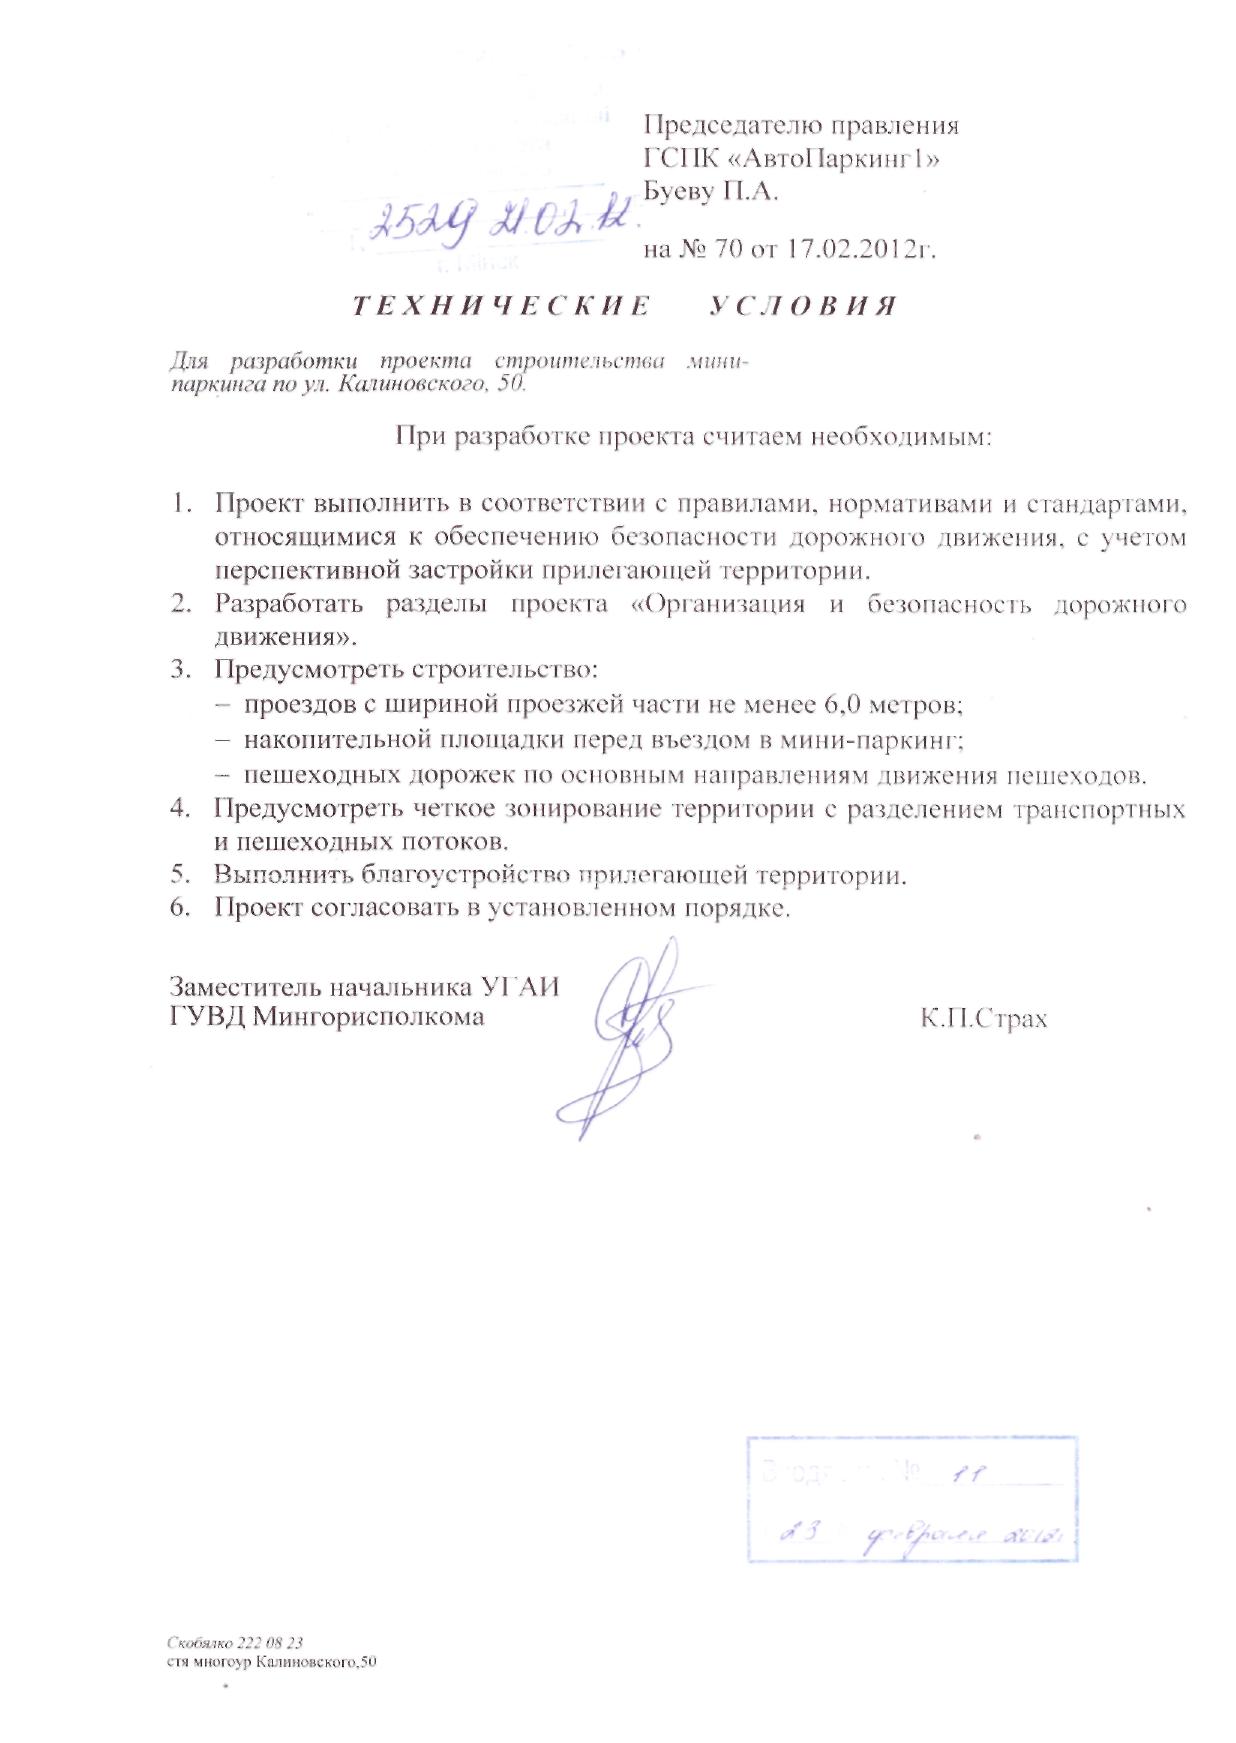 Председателю правления
ГСПК «АвтоПаркинг1»
Буеву П.А.
2529 21.02.12.
г. Минск
на № 70 от 17.02.2012г.
ТЕХНИЧЕСКИЕ УСЛОВИЯ
Для разработки проекта строительства мини-
паркинга по ул. Калиновского, 50.
При разработке проекта считаем необходимым:
1. Проект выполнить в соответствии с правилами, нормативами и стандартами,
относящимися к обеспечению безопасности дорожного движения, с учетом
перспективной застройки прилегающей территории.
2. Разработать разделы проекта «Организация и безопасность дорожного
движения».
3. Предусмотреть строительство:
– проездов с шириной проезжей части не менее 6,0 метров;
– накопительной площадки перед въездом в мини-паркинг;
– пешеходных дорожек по основным направлениям движения пешеходов.
4. Предусмотреть четкое зонирование территории с разделением транспортных
и пешеходных потоков.
5. Выполнить благоустройство прилегающей территории.
6. Проект согласовать в установленном порядке.
Заместитель начальника УГАИ
ГУВД Мингорисполкома К.П.Страх
№ 11
23 февраля 2012г.
Скобялко 222 08 23
стя многоур Калиновского,50